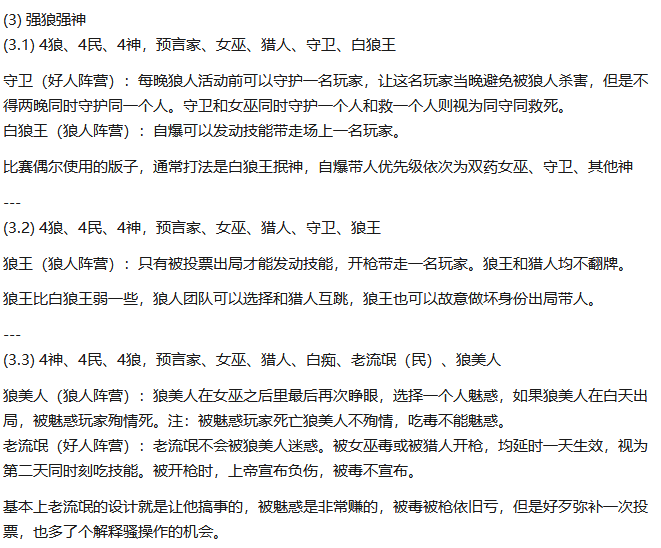 (3) 强狼强神
(3.1) 4狼、4民、4神，预言家、女巫、猎人、守卫、白狼王
守卫（好人阵营）：每晚狼人活动前可以守护一名玩家，让这名玩家当晚避免被狼人杀害，但是不
得两晚同时守护同一个人。守卫和女巫同时守护一个人和救一个人则视为同守同救死。
白狼王（狼人阵营）：自爆可以发动技能带走场上一名玩家。
比赛偶尔使用的版子，通常打法是白狼王抿神，自爆带人优先级依次为双药女巫、守卫、其他神
---
(3.2) 4狼、4民、4神，预言家、女巫、猎人、守卫、狼王
狼王（狼人阵营）：只有被投票出局才能发动技能，开枪带走一名玩家。狼王和猎人均不翻牌。
狼王比白狼王弱一些，狼人团队可以选择和猎人互跳，狼王也可以故意做坏身份出局带人。
---
(3.3) 4神、4民、4狼，预言家、女巫、猎人、白痴、老流氓（民）、狼美人
狼美人（狼人阵营）：狼美人在女巫之后里最后再次睁眼，选择一个人魅惑，如果狼美人在白天出
局，被魅惑玩家殉情死。注：被魅惑玩家死亡狼美人不殉情，吃毒不能魅惑。
老流氓（好人阵营）：老流氓不会被狼美人迷惑。被女巫毒或被猎人开枪，均延时一天生效，视为
第二天同时刻吃技能。被开枪时，上帝宣布负伤，被毒不宣布。
基本上老流氓的设计就是让他搞事的，被魅惑是非常赚的，被毒被枪依旧亏，但是好歹弥补一次投
票，也多了个解释骚操作的机会。